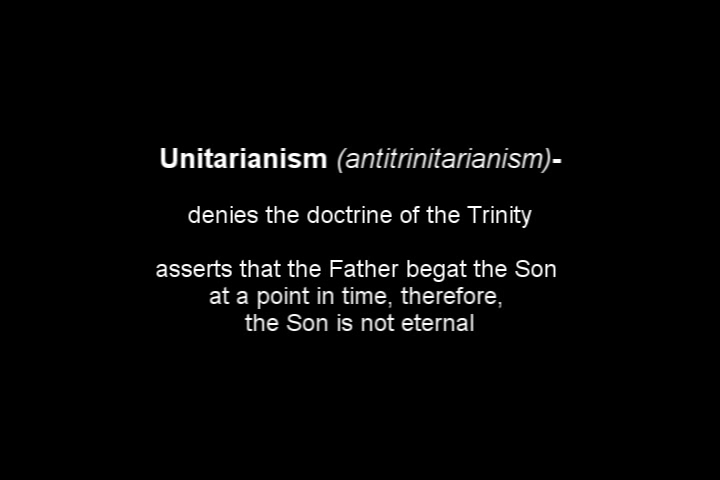 Unitarianism (antitrinitarianism)-
denies the doctrine of the Trinity
asserts that the Father begat the Son
at a point in time, therefore,
the Son is not eternal